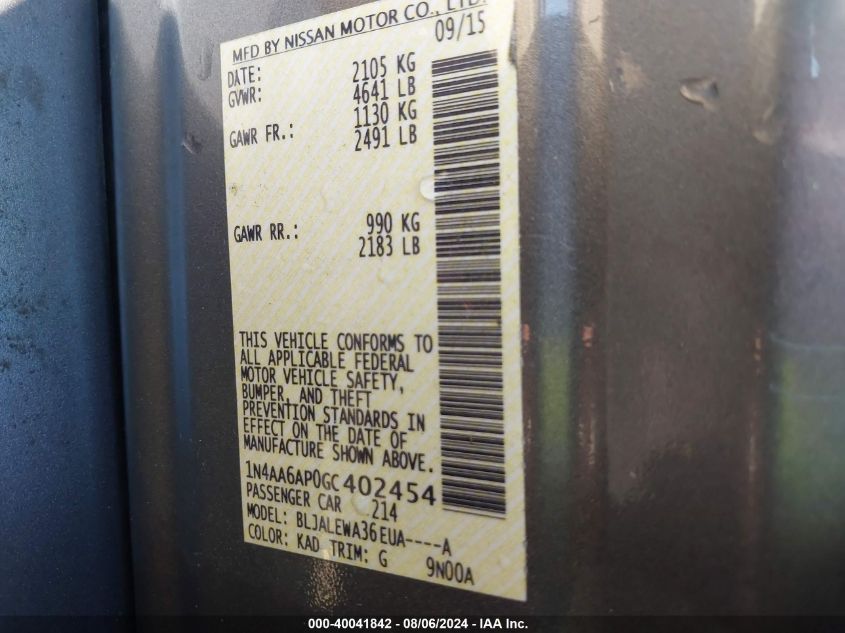 MFD BY NISSAN MOTOR CO., LTD.
DATE: 09/15
GVWR: 2105 KG
4641 LB
GAWR FR.: 1130 KG
2491 LB
GAWR RR.: 990 KG
2183 LB
THIS VEHICLE CONFORMS TO
ALL APPLICABLE FEDERAL
MOTOR VEHICLE SAFETY,
BUMPER, AND THEFT
PREVENTION STANDARDS IN
EFFECT ON THE DATE OF
MANUFACTURE SHOWN ABOVE.
1N4AA6AP0GC402454
PASSENGER CAR 214
MODEL: BLJALEWA36EUA----A
COLOR: KAD TRIM: G 9N00A
000-40041842 - 08/06/2024 - IAA Inc.